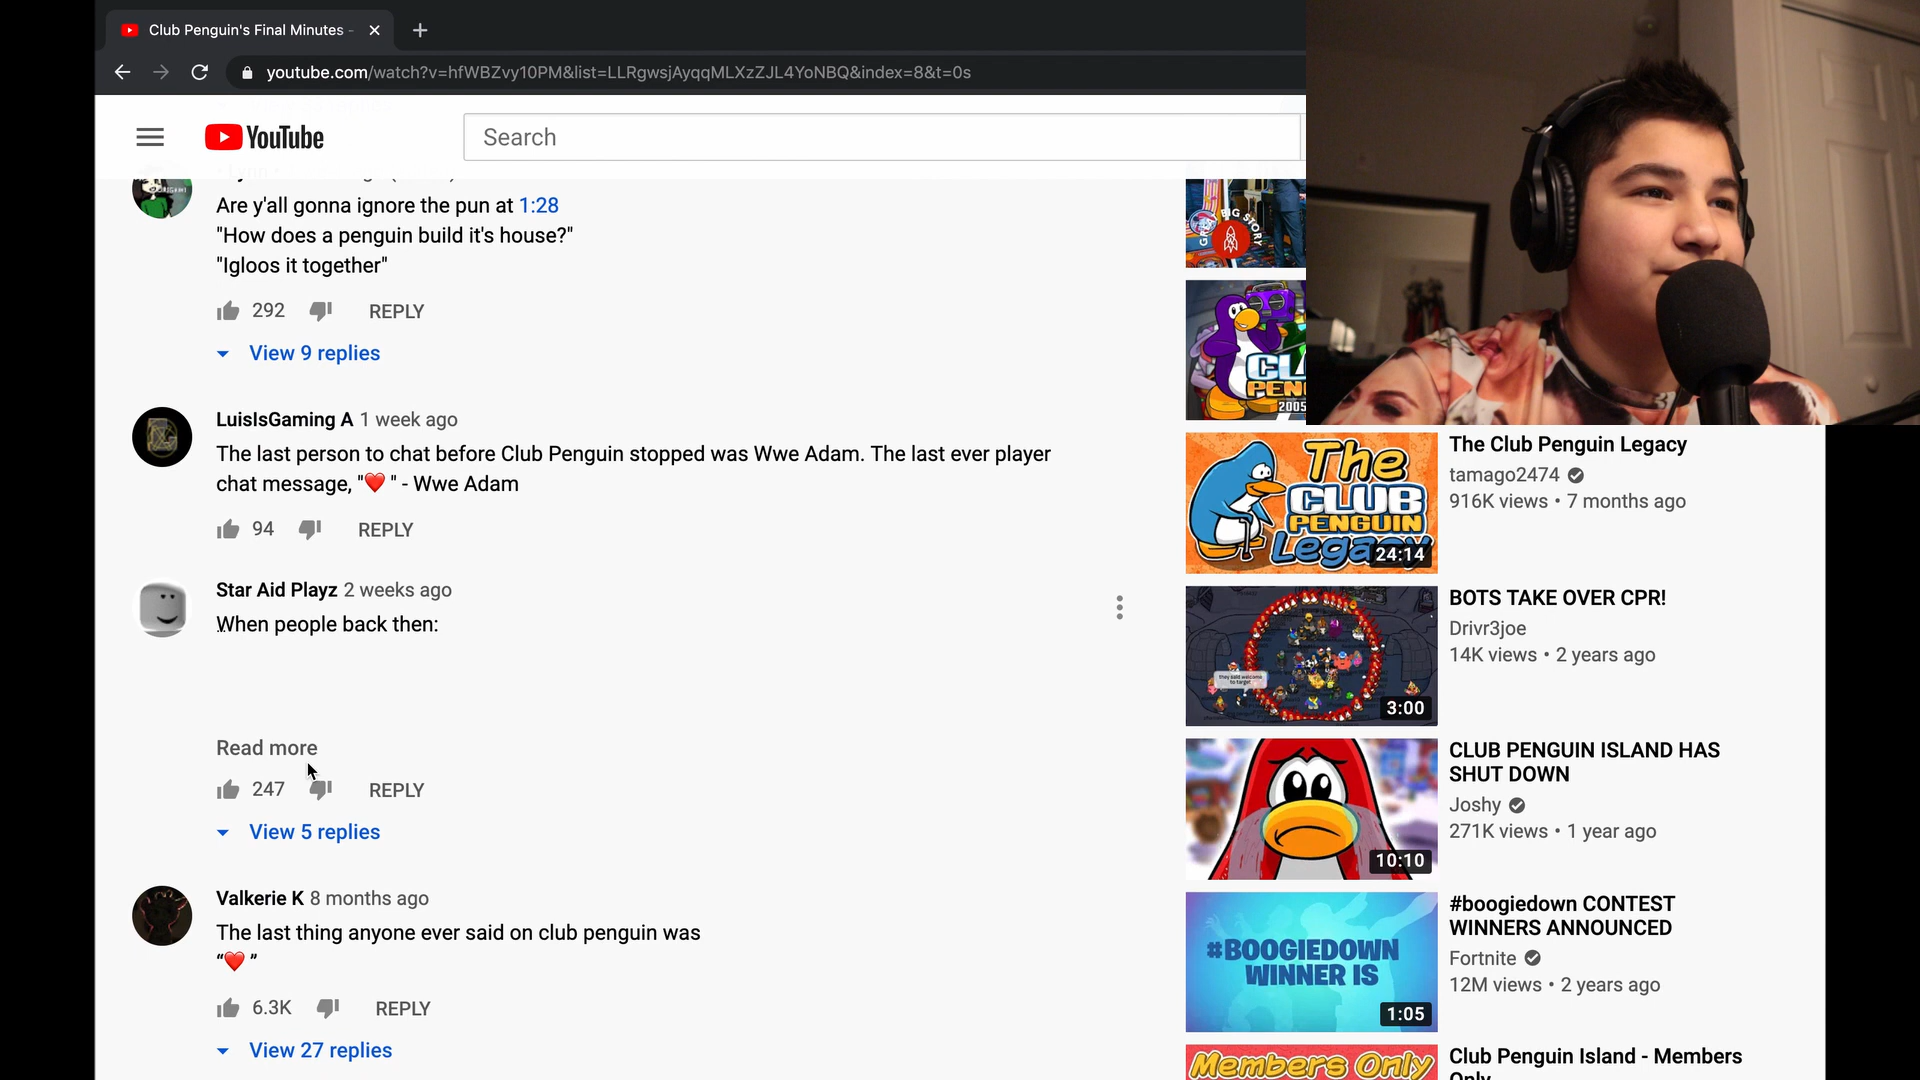 Club Penguin's Final Minutes -
youtube.com/watch?v=hfWBZvy10PM&list=LLRgwsjAyqqMLXzZJL4YoNBQ&index=8&t=0s
YouTube
Search
Are y'all gonna ignore the pun at 1:28
"How does a penguin build it's house?"
"Igloos it together"
292
REPLY
View 9 replies
LuisIsGaming A 1 week ago
The last person to chat before Club Penguin stopped was Wwe Adam. The last ever player
chat message, "❤️ " - Wwe Adam
94
REPLY
Star Aid Playz 2 weeks ago
When people back then:
Read more
247
REPLY
View 5 replies
Valkerie K 8 months ago
The last thing anyone ever said on club penguin was
“❤️ ”
6.3K
REPLY
View 27 replies
BIG STORY
2005
The
CLUB
PENGUIN
Legacy
24:14
The Club Penguin Legacy
tamago2474
916K views • 7 months ago
they said welcome
to target
3:00
BOTS TAKE OVER CPR!
Drivr3joe
14K views • 2 years ago
10:10
CLUB PENGUIN ISLAND HAS
SHUT DOWN
Joshy
271K views • 1 year ago
#BOOGIEDOWN
WINNER IS
1:05
#boogiedown CONTEST
WINNERS ANNOUNCED
Fortnite
12M views • 2 years ago
Members Only
Club Penguin Island - Members